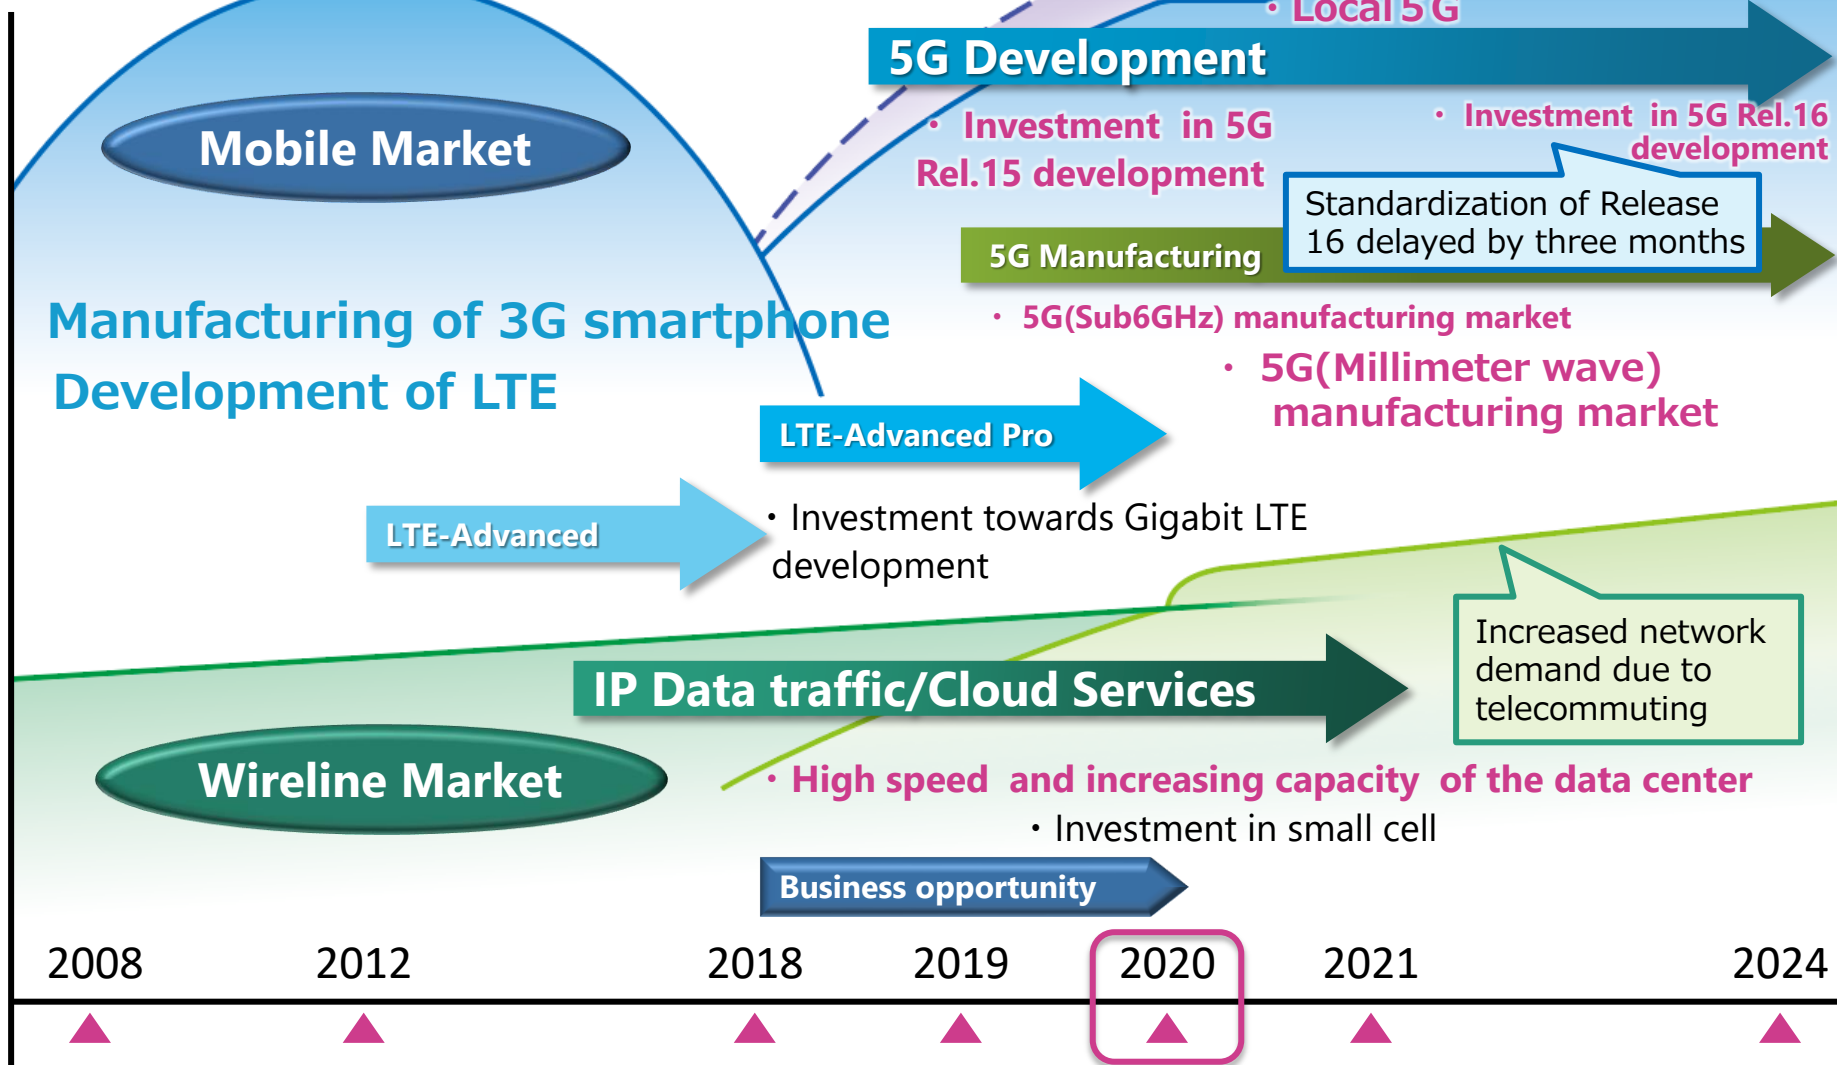 ・ Local 5G
5G Development
Mobile Market
・ Investment in 5G
Rel.15 development
・ Investment in 5G Rel.16
development
Standardization of Release
16 delayed by three months
5G Manufacturing
Manufacturing of 3G smartphone
Development of LTE
・ 5G(Sub6GHz) manufacturing market
・ 5G(Millimeter wave)
manufacturing market
LTE-Advanced Pro
LTE-Advanced
・Investment towards Gigabit LTE
development
Increased network
demand due to
telecommuting
IP Data traffic/Cloud Services
Wireline Market
・High speed and increasing capacity of the data center
・Investment in small cell
Business opportunity
2008 2012 2018 2019 2020 2021 2024